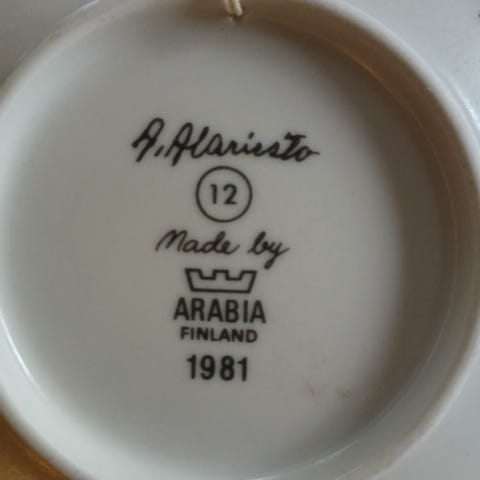 A. Alariesto
12
Made by
ARABIA
FINLAND
1981